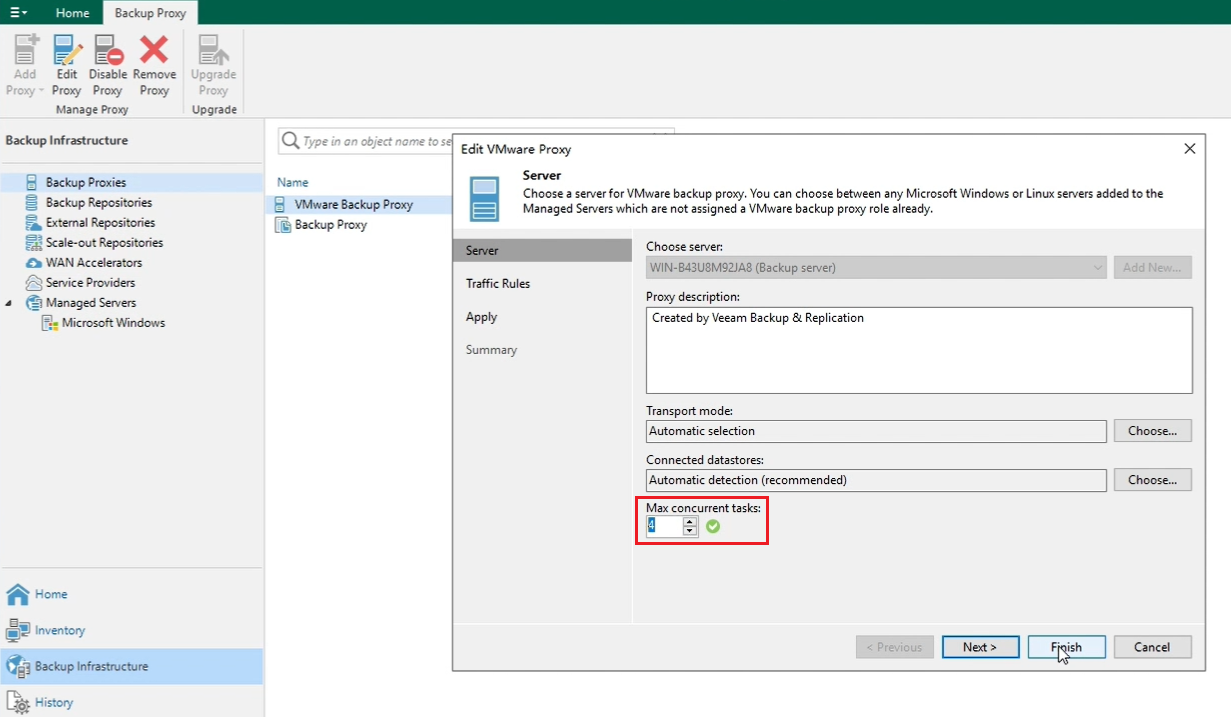 Home
Backup Proxy
Add
Proxy
Edit
Proxy
Disable
Proxy
Remove
Proxy
Upgrade
Proxy
Manage Proxy
Upgrade
Backup Infrastructure
Backup Proxies
Backup Repositories
External Repositories
Scale-out Repositories
WAN Accelerators
Service Providers
Managed Servers
Microsoft Windows
Home
Inventory
Backup Infrastructure
History
Type in an object name to se
Name
VMware Backup Proxy
Backup Proxy
Edit VMware Proxy
Server
Choose a server for VMware backup proxy. You can choose between any Microsoft Windows or Linux servers added to the
Managed Servers which are not assigned a VMware backup proxy role already.
Server
Traffic Rules
Apply
Summary
Choose server:
WIN-B43U8M92JA8 (Backup server)
Add New...
Proxy description:
Created by Veeam Backup & Replication
Transport mode:
Automatic selection
Choose...
Connected datastores:
Automatic detection (recommended)
Choose...
Max concurrent tasks:
4
< Previous
Next >
Finish
Cancel